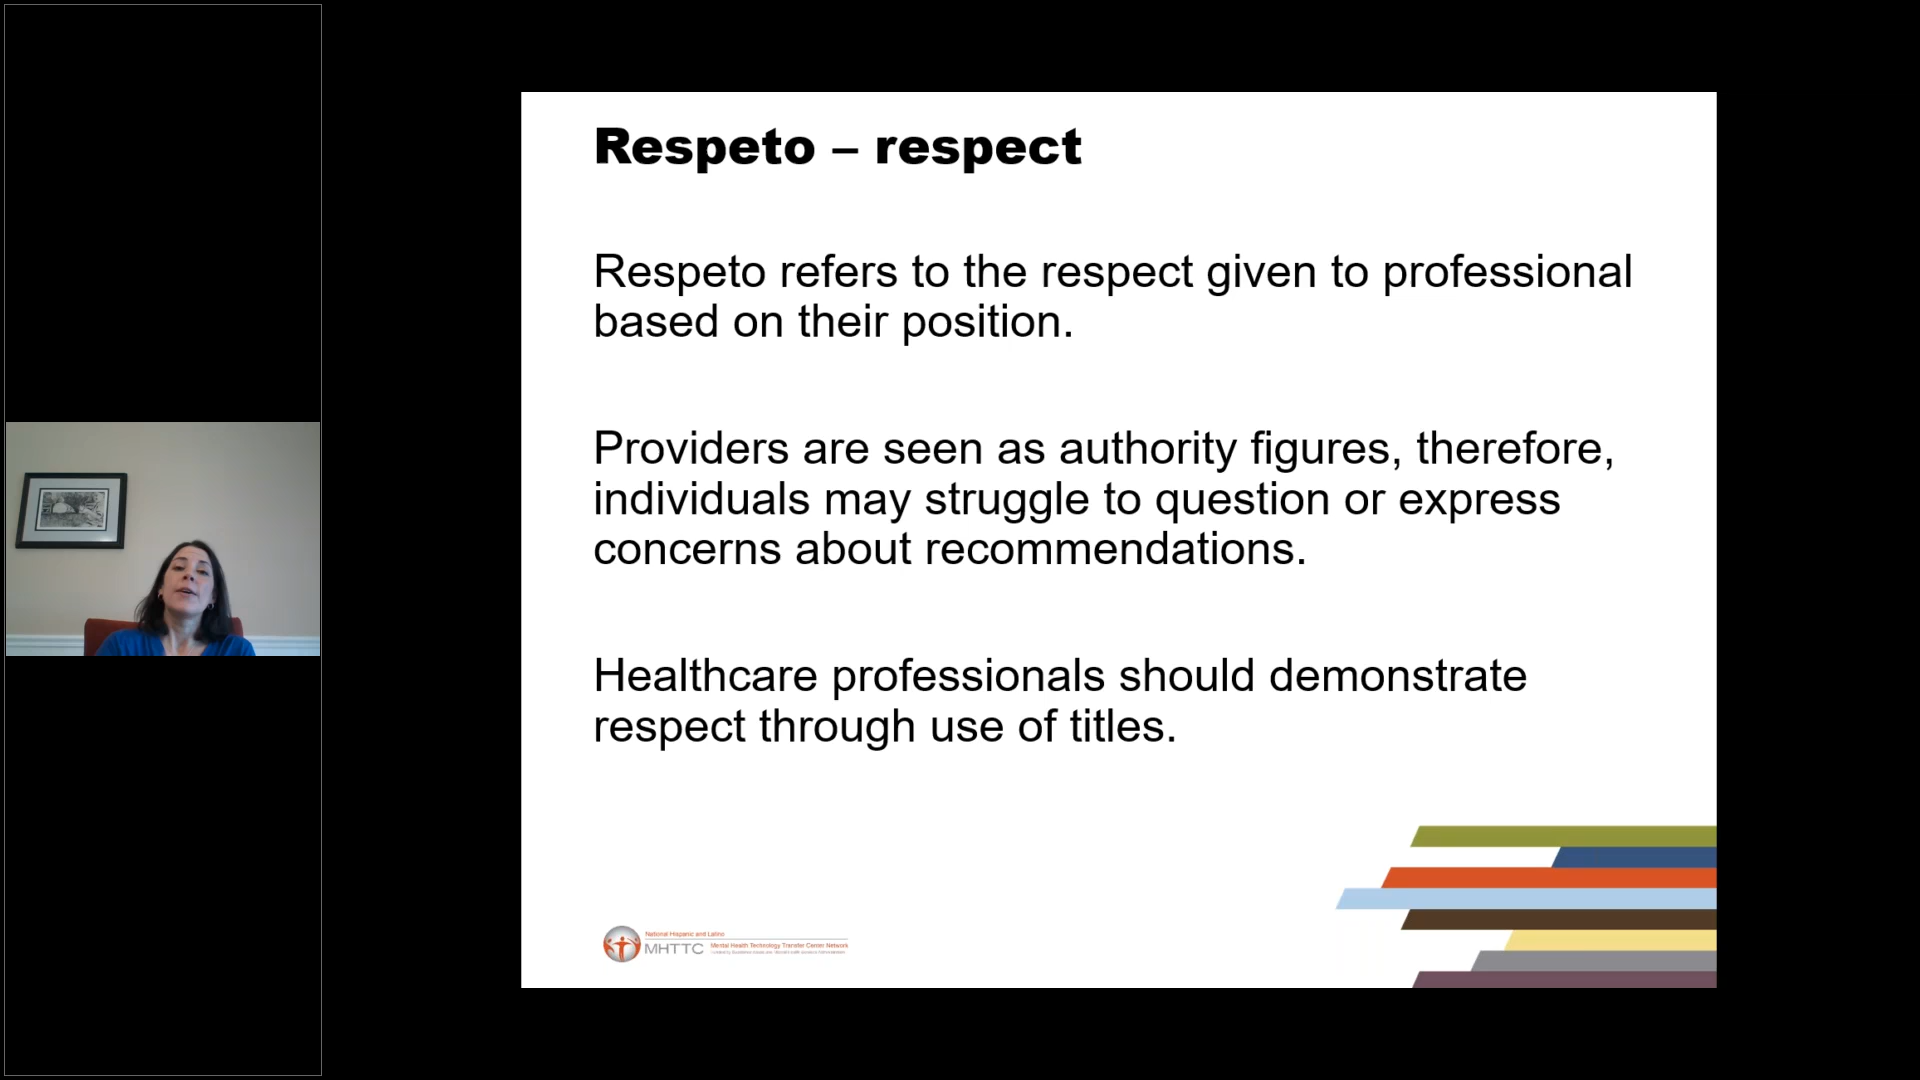 Respeto – respect
Respeto refers to the respect given to professional
based on their position.
Providers are seen as authority figures, therefore,
individuals may struggle to question or express
concerns about recommendations.
Healthcare professionals should demonstrate
respect through use of titles.
National Hispanic and Latino
MHTTC
Mental Health Technology Transfer Center Network